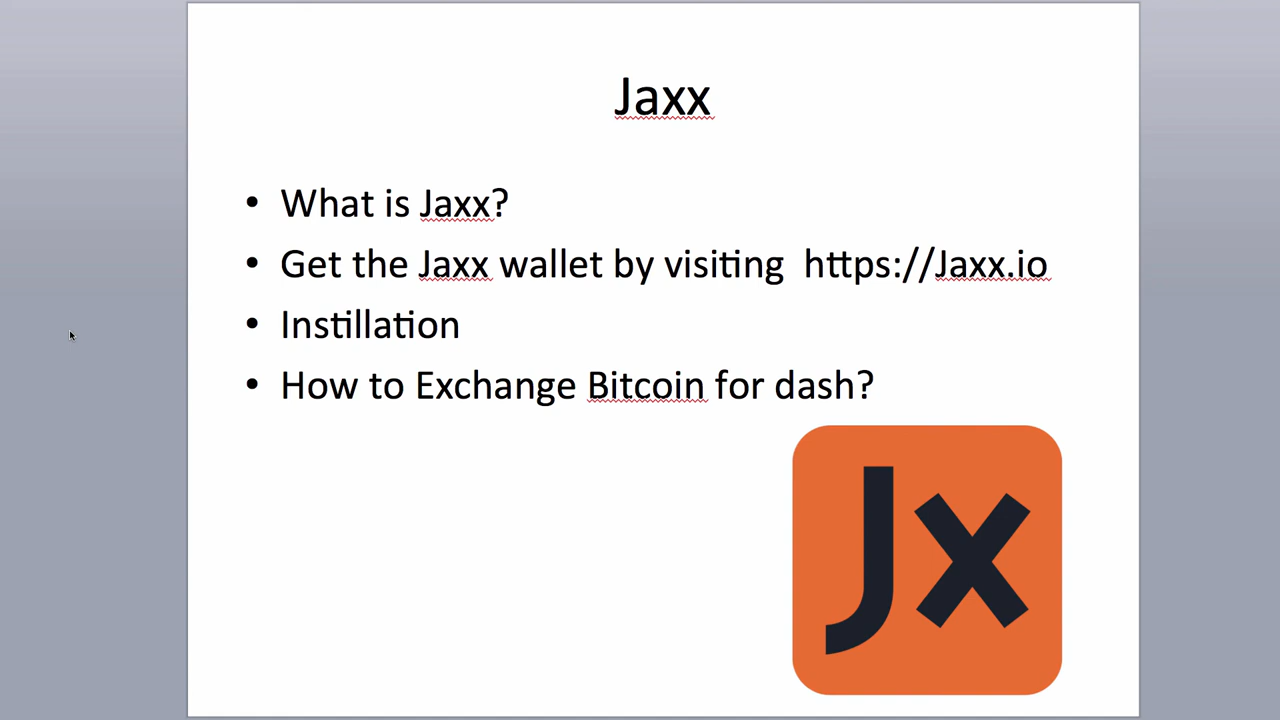 Jaxx
• What is Jaxx?
• Get the Jaxx wallet by visiting  https://Jaxx.io
• Instillation
• How to Exchange Bitcoin for dash?
Jx